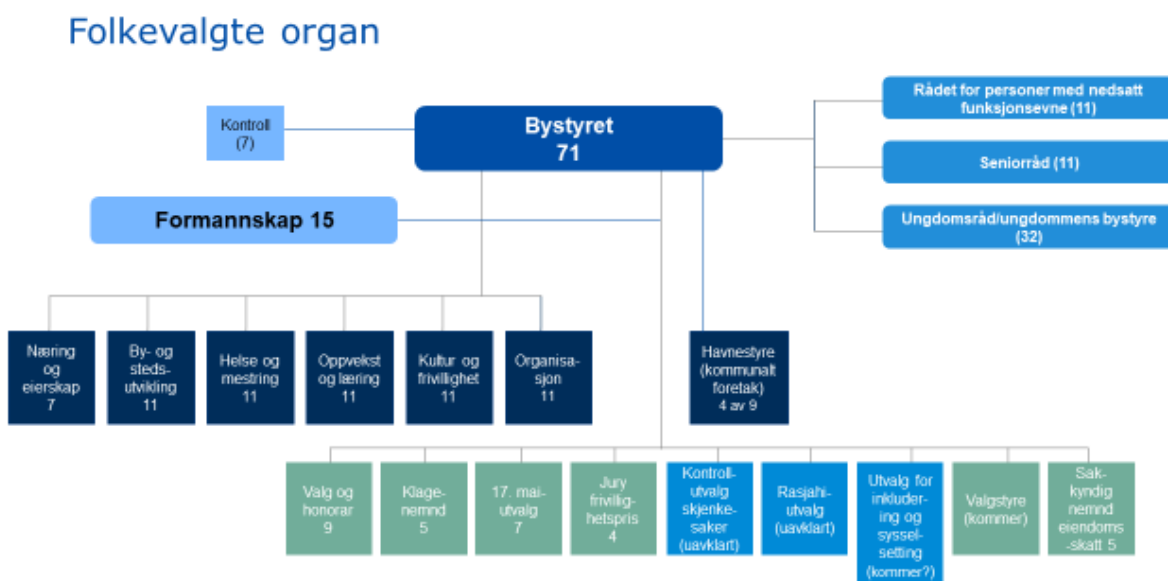 Folkevalgte organ
Kontroll
(7)
Bystyret
71
Rådet for personer med nedsatt
funksjonsevne (11)
Seniorråd (11)
Ungdomsråd/ungdommens bystyre
(32)
Formannskap 15
Næring
og
eierskap
7
By- og
steds-
utvikling
11
Helse og
mestring
11
Oppvekst
og læring
11
Kultur og
frivillighet
11
Organisa-
sjon
11
Havnestyre
(kommunalt
foretak)
4 av 9
Valg og
honorar
9
Klage-
nemnd
5
17. mai-
utvalg
7
Jury
frivillig-
hetspris
4
Kontroll-
utvalg
skjenke-
saker
(uavklart)
Rasjahi-
utvalg
(uavklart)
Utvalg for
inkluder-
ing og
syssel-
setting
(kommer?)
Valgstyre
(kommer)
Sak-
kyndig
nemnd
eiendoms
-skatt 5